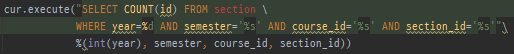 cur.execute("SELECT COUNT(id) FROM section \
WHERE year=%d AND semester='%s' AND course_id='%s' AND section_id='%s'"\
%(int(year), semester, course_id, section_id))